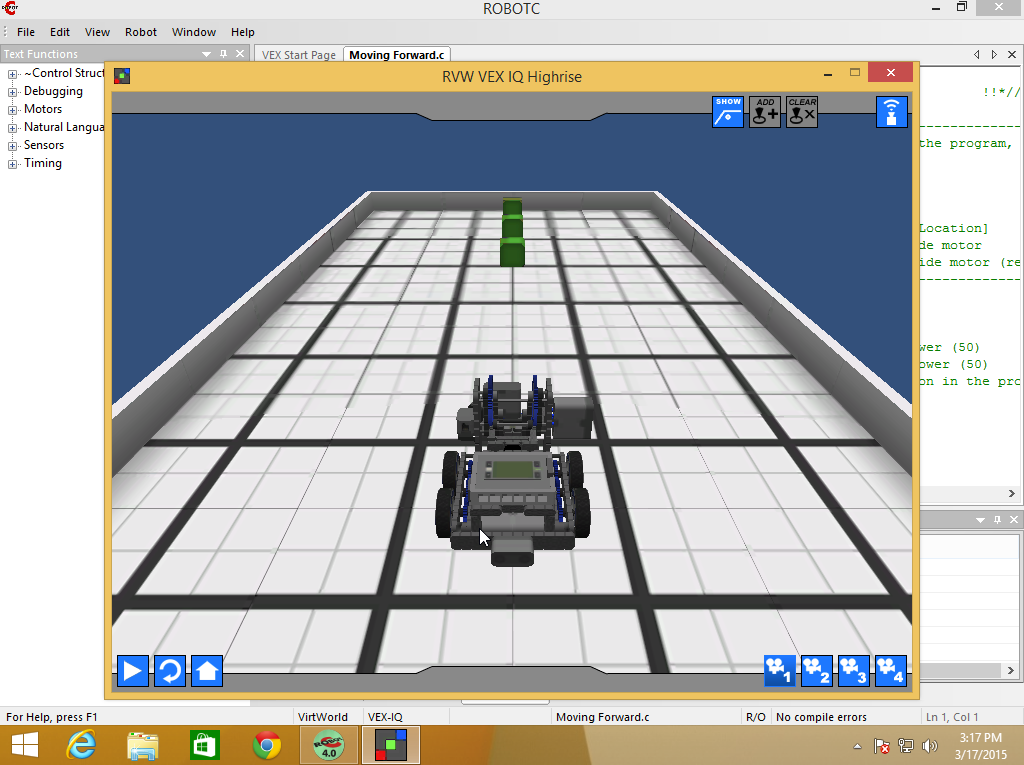 ROBOTC
File Edit View Robot Window Help
Text Functions
VEX Start Page Moving Forward.c
~Control Struct
Debugging
Motors
Natural Langua
Sensors
Timing
RVW VEX IQ Highrise
SHOW ADD CLEAR
!!*//
the program,
Location]
de motor
ide motor (re
wer (50)
ower (50)
on in the pro
1 2 3 4
For Help, press F1 VirtWorld VEX-IQ Moving Forward.c R/O No compile errors Ln 1, Col 1
4.0
3:17 PM
3/17/2015